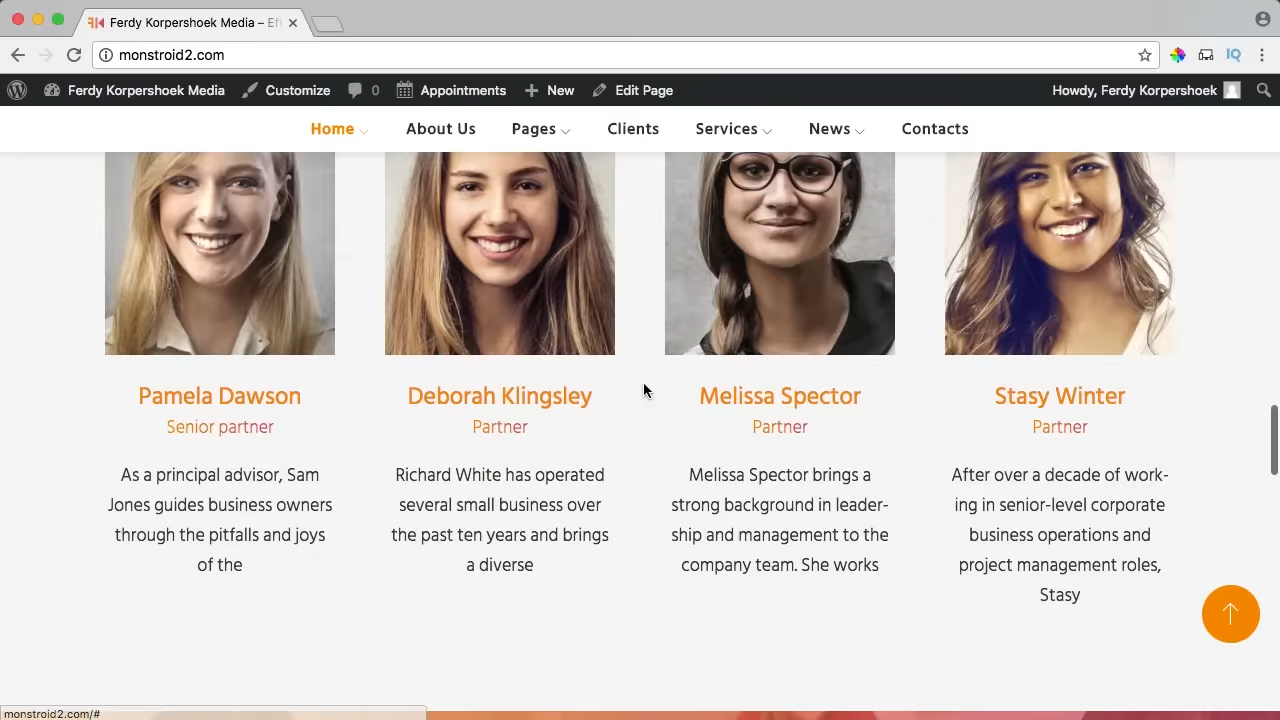 Ferdy Korpershoek Media – Ef
monstroid2.com
Ferdy Korpershoek Media Customize 0 Appointments New Edit Page Howdy, Ferdy Korpershoek
Home About Us Pages Clients Services News Contacts
Pamela Dawson
Senior partner
As a principal advisor, Sam
Jones guides business owners
through the pitfalls and joys
of the
Deborah Klingsley
Partner
Richard White has operated
several small business over
the past ten years and brings
a diverse
Melissa Spector
Partner
Melissa Spector brings a
strong background in leader-
ship and management to the
company team. She works
Stasy Winter
Partner
After over a decade of work-
ing in senior-level corporate
business operations and
project management roles,
Stasy
monstroid2.com/#